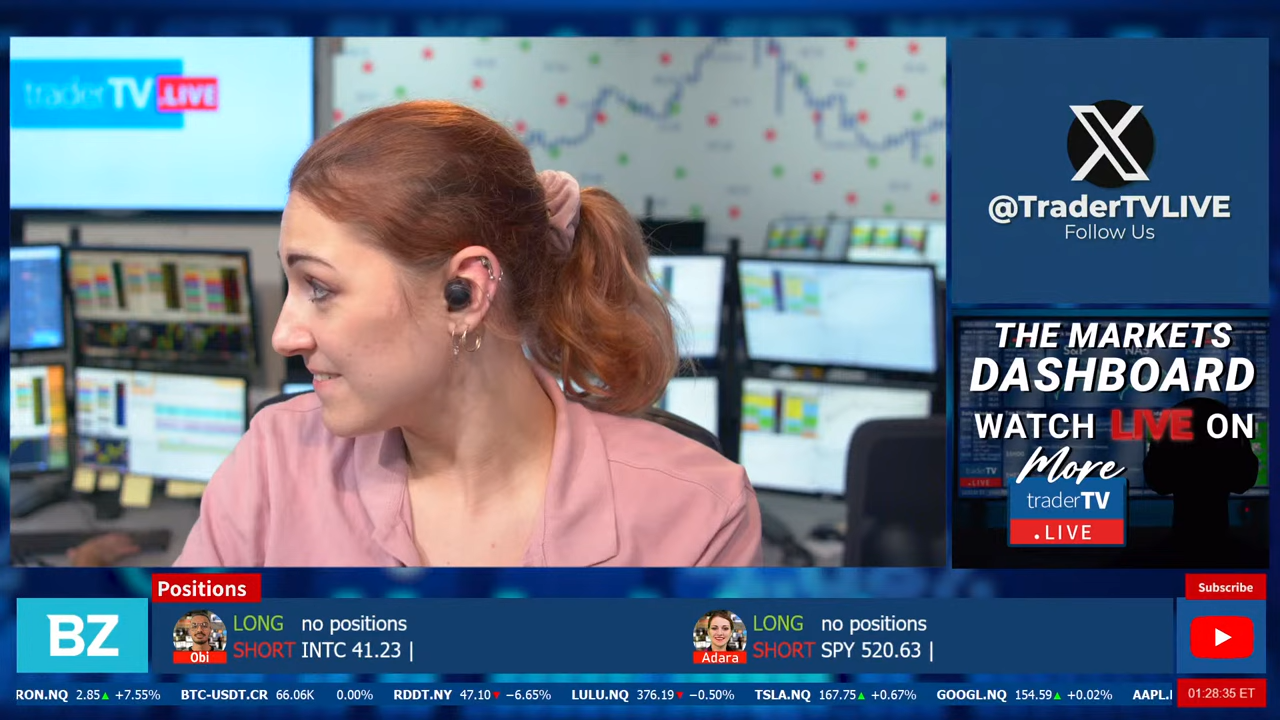 traderTV.LIVE
@TraderTVLIVE
Follow Us
THE MARKETS
DASHBOARD
WATCH LIVE ON
More
traderTV
.LIVE
Positions
BZ
Obi
LONG no positions
SHORT INTC 41.23 |
Adara
LONG no positions
SHORT SPY 520.63 |
Subscribe
RON.NQ 2.85▲ +7.55% BTC-USDT.CR 66.06K 0.00% RDDT.NY 47.10▼ −6.65% LULU.NQ 376.19▼ −0.50% TSLA.NQ 167.75▲ +0.67% GOOGL.NQ 154.59▲ +0.02% AAPL.
01:28:35 ET